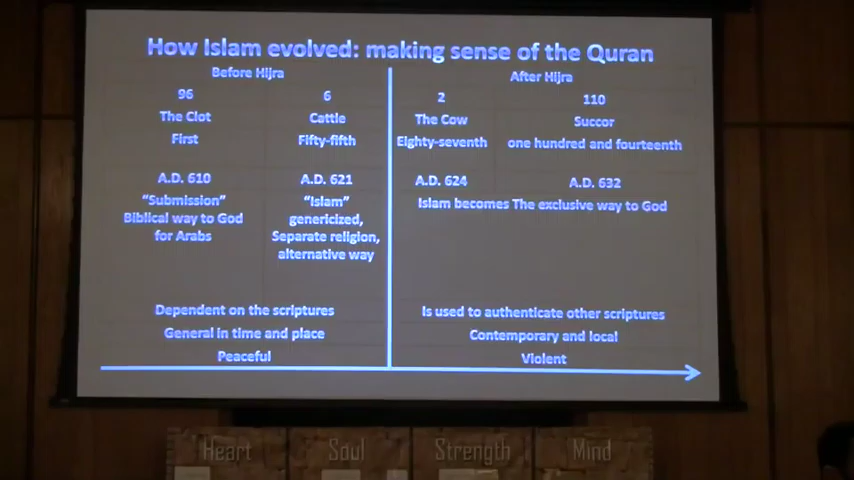 How Islam evolved: making sense of the Quran
Before Hijra
96
The Clot
First
A.D. 610
"Submission"
Biblical way to God
for Arabs
6
Cattle
Fifty-fifth
A.D. 621
"Islam"
genericized,
Separate religion,
alternative way
Dependent on the scriptures
General in time and place
Peaceful
After Hijra
2
The Cow
Eighty-seventh
A.D. 624
110
Succor
one hundred and fourteenth
A.D. 632
Islam becomes The exclusive way to God
Is used to authenticate other scriptures
Contemporary and local
Violent
Heart
Soul
Strength
Mind